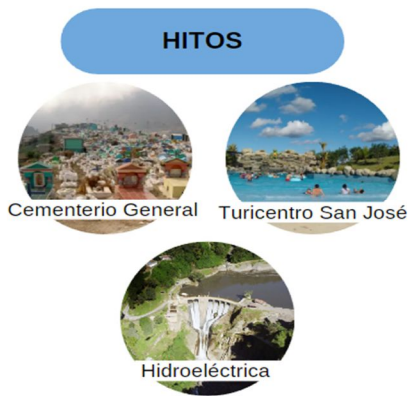 HITOS
Cementerio General
Turicentro San José
Hidroeléctrica